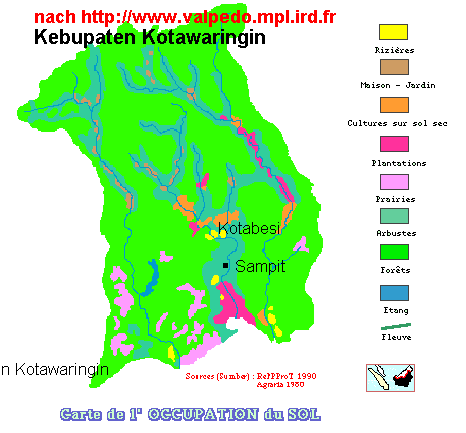 nach http://www.valpedo.mpl.ird.fr
Kebupaten Kotawaringin
Rizières
Maison - Jardin
Cultures sur sol sec
Plantations
Prairies
Arbustes
Forêts
Etang
Fleuve
Kotabesi
Sampit
n Kotawaringin
Sources (Sumber) : RePPProT 1990
Agraria 1980
Carte de l' OCCUPATION du SOL